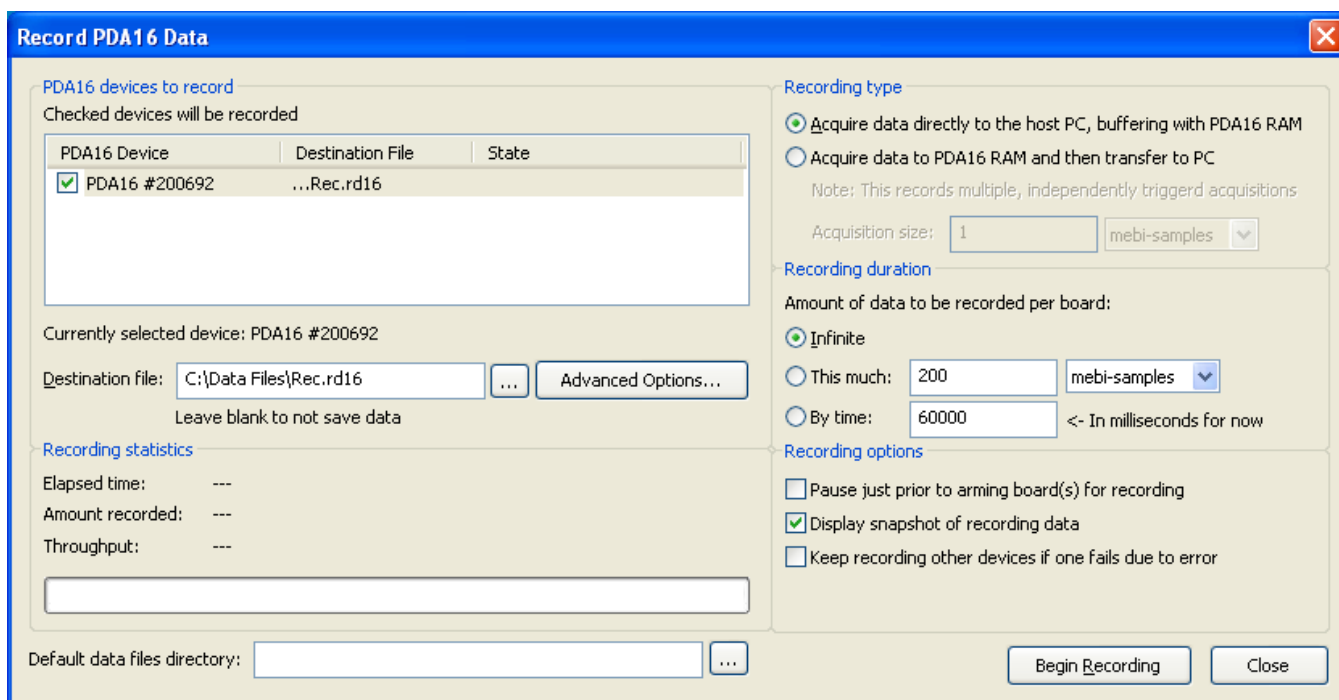 Record PDA16 Data
PDA16 devices to record
Checked devices will be recorded
PDA16 Device Destination File State
PDA16 #200692 ...Rec.rd16
Currently selected device: PDA16 #200692
Destination file: C:\Data Files\Rec.rd16 ... Advanced Options...
Leave blank to not save data
Recording statistics
Elapsed time: ---
Amount recorded: ---
Throughput: ---
Default data files directory: ...
Recording type
Acquire data directly to the host PC, buffering with PDA16 RAM
Acquire data to PDA16 RAM and then transfer to PC
Note: This records multiple, independently triggerd acquisitions
Acquisition size: 1 mebi-samples
Recording duration
Amount of data to be recorded per board:
Infinite
This much: 200 mebi-samples
By time: 60000 <- In milliseconds for now
Recording options
Pause just prior to arming board(s) for recording
Display snapshot of recording data
Keep recording other devices if one fails due to error
Begin Recording Close